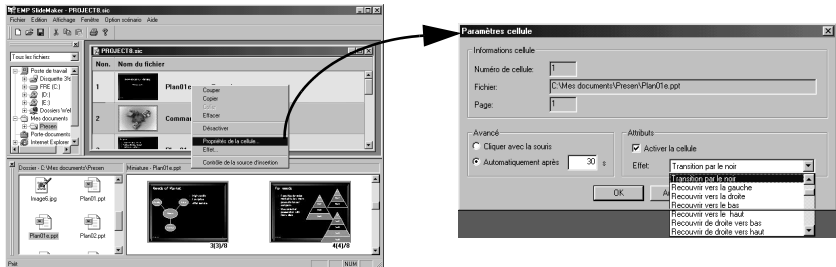 EMP SlideMaker - PROJECT8.sic
Fichier Edition Affichage Fenêtre Option scénario Aide
Tous les fichiers
Poste de travail
Disquette 3½
FRE (C:)
(D:)
(E:)
Dossiers Wel
Mes documents
Presen
Porte-documents
Internet Explorer
PROJECT8.sic
Non. Nom du fichier
1 Plan01e
2 Comma
3
Couper
Copier
Coller
Effacer
Désactiver
Propriétés de la cellule...
Effet...
Contrôle de la source d'insertion
Dossier - C:\Mes documents\Presen
Image6.jpg
Plan01.ppt
Plan01e.ppt
Plan02.ppt
Miniature - Plan01e.ppt
3(3)/8
4(4)/8
Prêt
NUM
Paramètres cellule
Informations cellule
Numéro de cellule: 1
Fichier: C:\Mes documents\Presen\Plan01e.ppt
Page: 1
Avancé
Cliquer avec la souris
Automatiquement après 30 s
Attributs
Activer la cellule
Effet: Transition par le noir
Transition par le noir
Recouvrir vers la gauche
Recouvrir vers la droite
Recouvrir vers le bas
Recouvrir vers le haut
Recouvrir de droite vers bas
Recouvrir de droite vers haut
OK